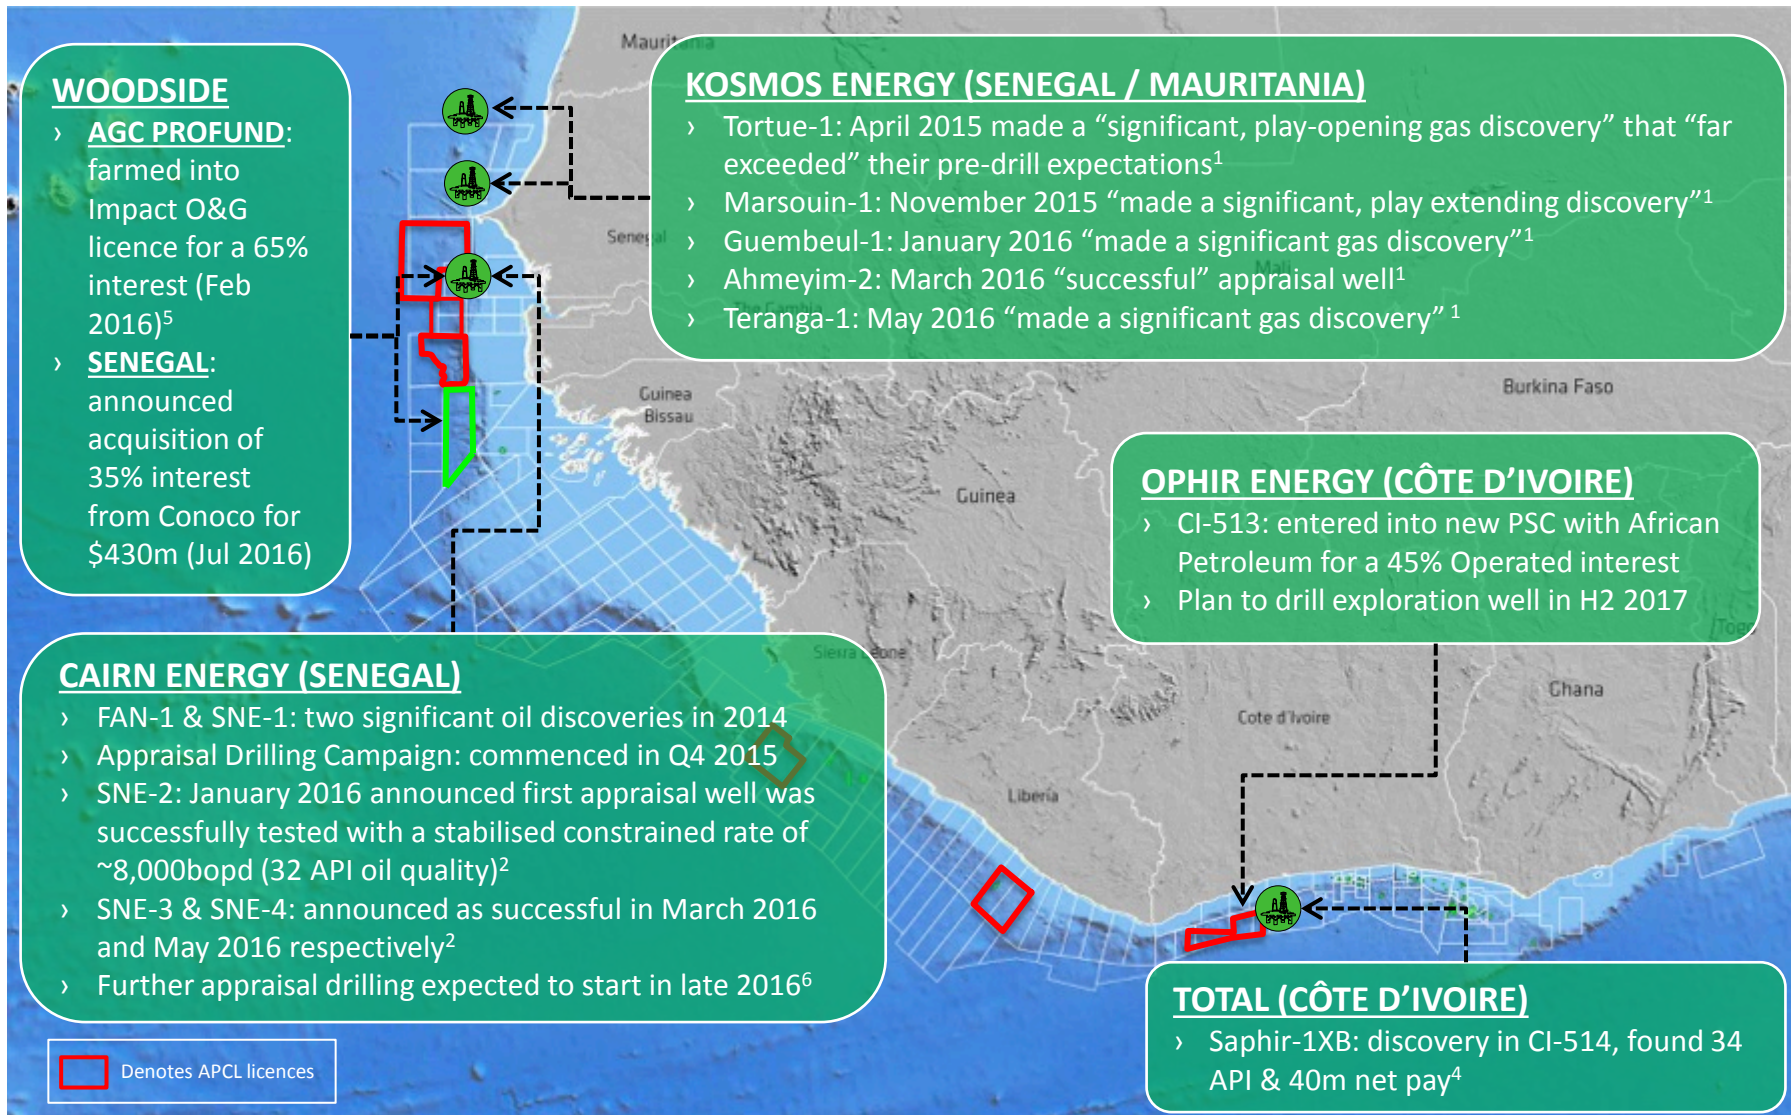 Mauritania
WOODSIDE
› AGC PROFUND:
farmed into
Impact O&G
licence for a 65%
interest (Feb
2016)5
› SENEGAL:
announced
acquisition of
35% interest
from Conoco for
$430m (Jul 2016)
KOSMOS ENERGY (SENEGAL / MAURITANIA)
› Tortue-1: April 2015 made a “significant, play-opening gas discovery” that “far
exceeded” their pre-drill expectations1
› Marsouin-1: November 2015 “made a significant, play extending discovery”1
› Guembeul-1: January 2016 “made a significant gas discovery”1
› Ahmeyim-2: March 2016 “successful” appraisal well1
› Teranga-1: May 2016 “made a significant gas discovery” 1
Senegal
Mali
The Gambia
Guinea
Bissau
Burkina Faso
Guinea
OPHIR ENERGY (CÔTE D’IVOIRE)
› CI-513: entered into new PSC with African
Petroleum for a 45% Operated interest
› Plan to drill exploration well in H2 2017
Togo
Sierra Leone
Ghana
Cote d'Ivoire
Liberia
CAIRN ENERGY (SENEGAL)
› FAN-1 & SNE-1: two significant oil discoveries in 2014
› Appraisal Drilling Campaign: commenced in Q4 2015
› SNE-2: January 2016 announced first appraisal well was
successfully tested with a stabilised constrained rate of
~8,000bopd (32 API oil quality)2
› SNE-3 & SNE-4: announced as successful in March 2016
and May 2016 respectively2
› Further appraisal drilling expected to start in late 20166
TOTAL (CÔTE D’IVOIRE)
› Saphir-1XB: discovery in CI-514, found 34
API & 40m net pay4
Denotes APCL licences